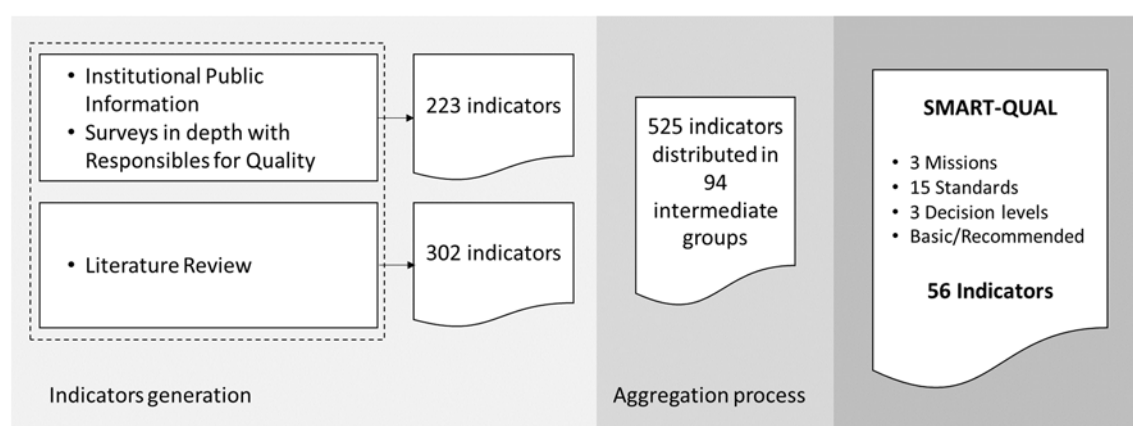 • Institutional Public
Information
• Surveys in depth with
Responsibles for Quality
223 indicators
• Literature Review
302 indicators
Indicators generation
525 indicators
distributed in
94
intermediate
groups
Aggregation process
SMART-QUAL
• 3 Missions
• 15 Standards
• 3 Decision levels
• Basic/Recommended
56 Indicators